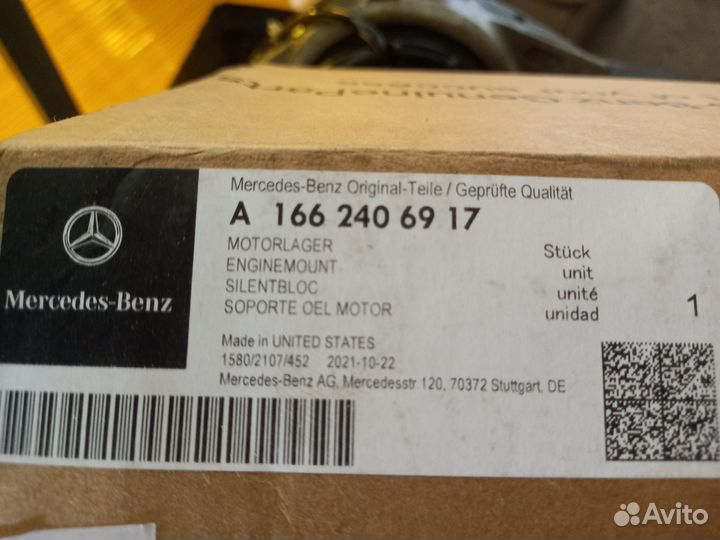 Mercedes-Benz Original-Teile / Geprüfte Qualität
A 166 240 69 17
MOTORLAGER
ENGINEMOUNT
SILENTBLOC
SOPORTE OEL MOTOR
Stück
unit
unité
unidad
1
Mercedes-Benz
Made in UNITED STATES
1580/2107/452 2021-10-22
Mercedes-Benz AG, Mercedesstr 120, 70372 Stuttgart, DE
Avito